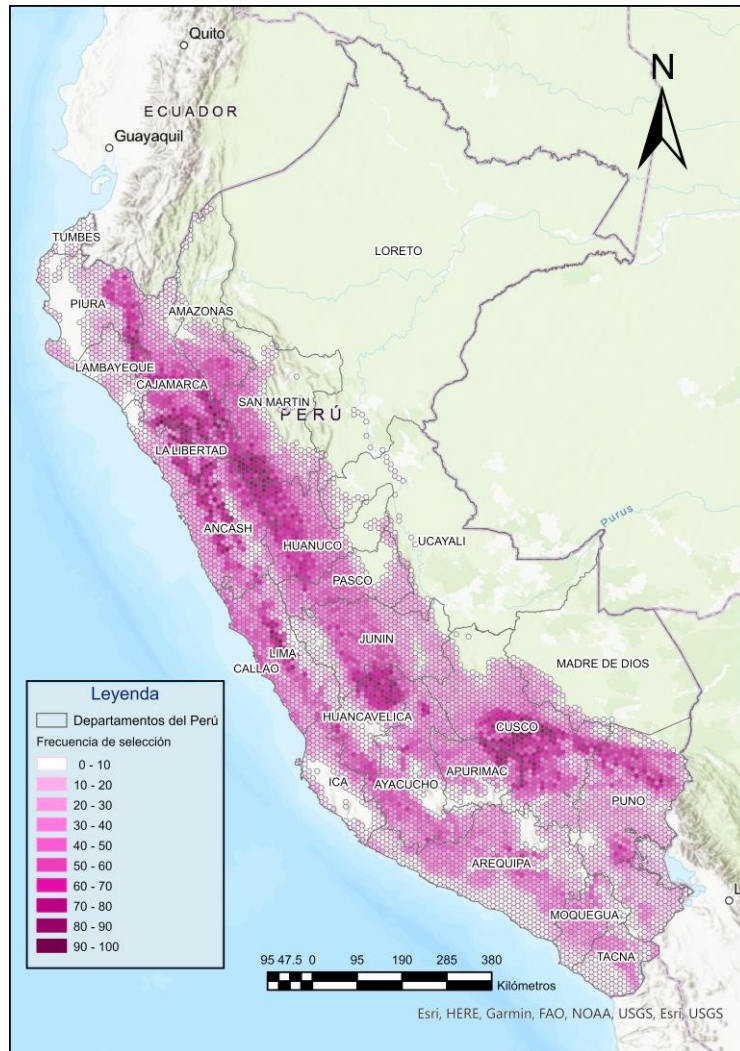 Quito
ECUADOR
Guayaquil
N
TUMBES
LORETO
PIURA
AMAZONAS
LAMBAYEQUE
CAJAMARCA
SAN MARTIN
PERÚ
LA LIBERTAD
ANCASH
HUANUCO
UCAYALI
Purus
PASCO
JUNIN
LIMA
CALLAO
MADRE DE DIOS
HUANCAVELICA
CUSCO
ICA
AYACUCHO
APURIMAC
PUNO
AREQUIPA
MOQUEGUA
TACNA
L
Leyenda
Departamentos del Perú
Frecuencia de selección
0 - 10
10 - 20
20 - 30
30 - 40
40 - 50
50 - 60
60 - 70
70 - 80
80 - 90
90 - 100
95 47.5 0 95 190 285 380
Kilómetros
Esri, HERE, Garmin, FAO, NOAA, USGS, Esri, USGS